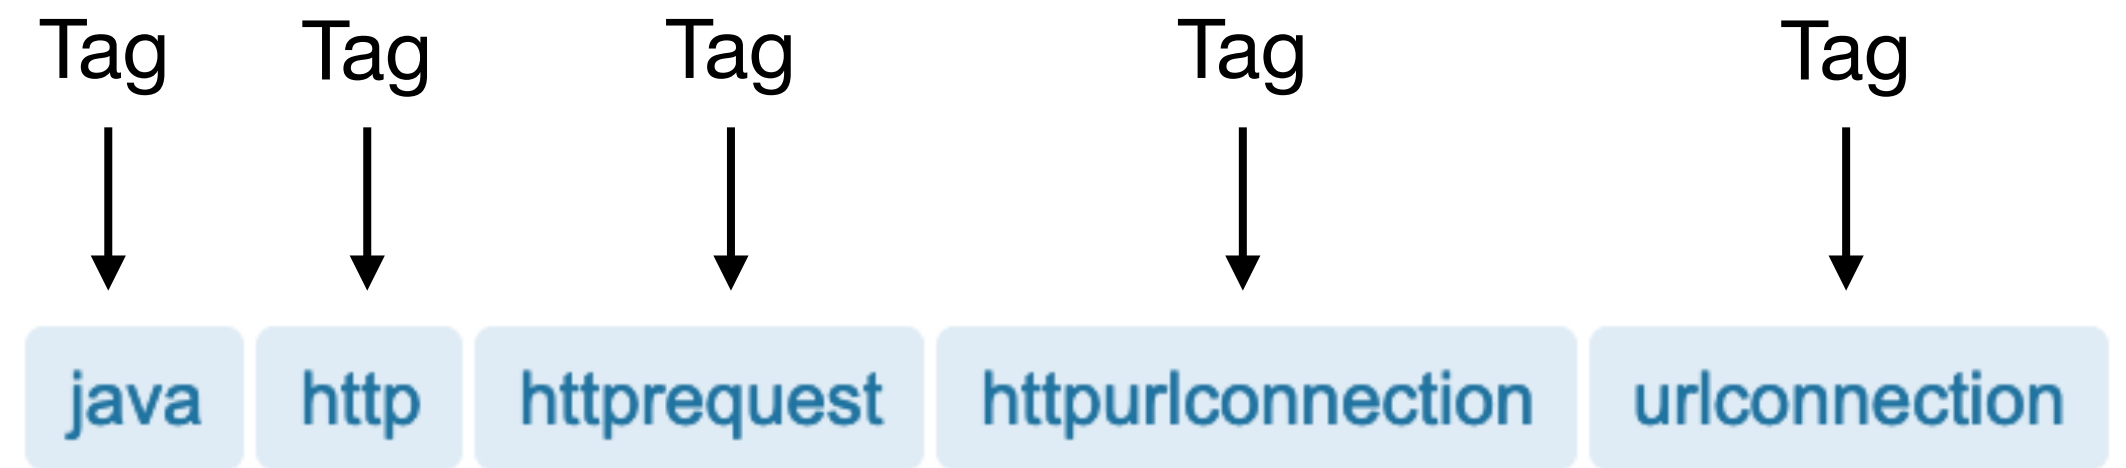 Tag Tag Tag Tag Tag
java http httprequest httpurlconnection urlconnection